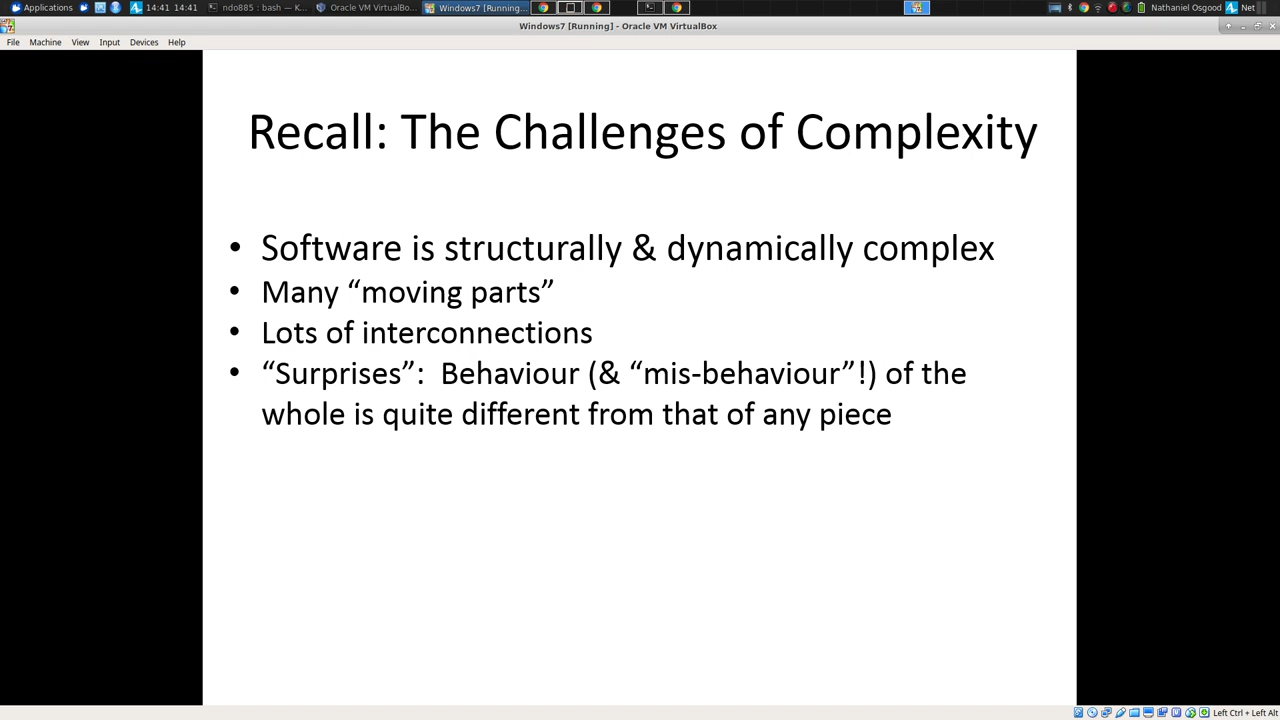 Applications 14:41 14:41 ndo885 : bash — K... Oracle VM VirtualBo... Windows7 [Running... Nathaniel Osgood Net
Windows7 [Running] - Oracle VM VirtualBox
File Machine View Input Devices Help
Recall: The Challenges of Complexity
• Software is structurally & dynamically complex
• Many “moving parts”
• Lots of interconnections
• “Surprises”: Behaviour (& “mis-behaviour”!) of the
whole is quite different from that of any piece
Left Ctrl + Left Alt